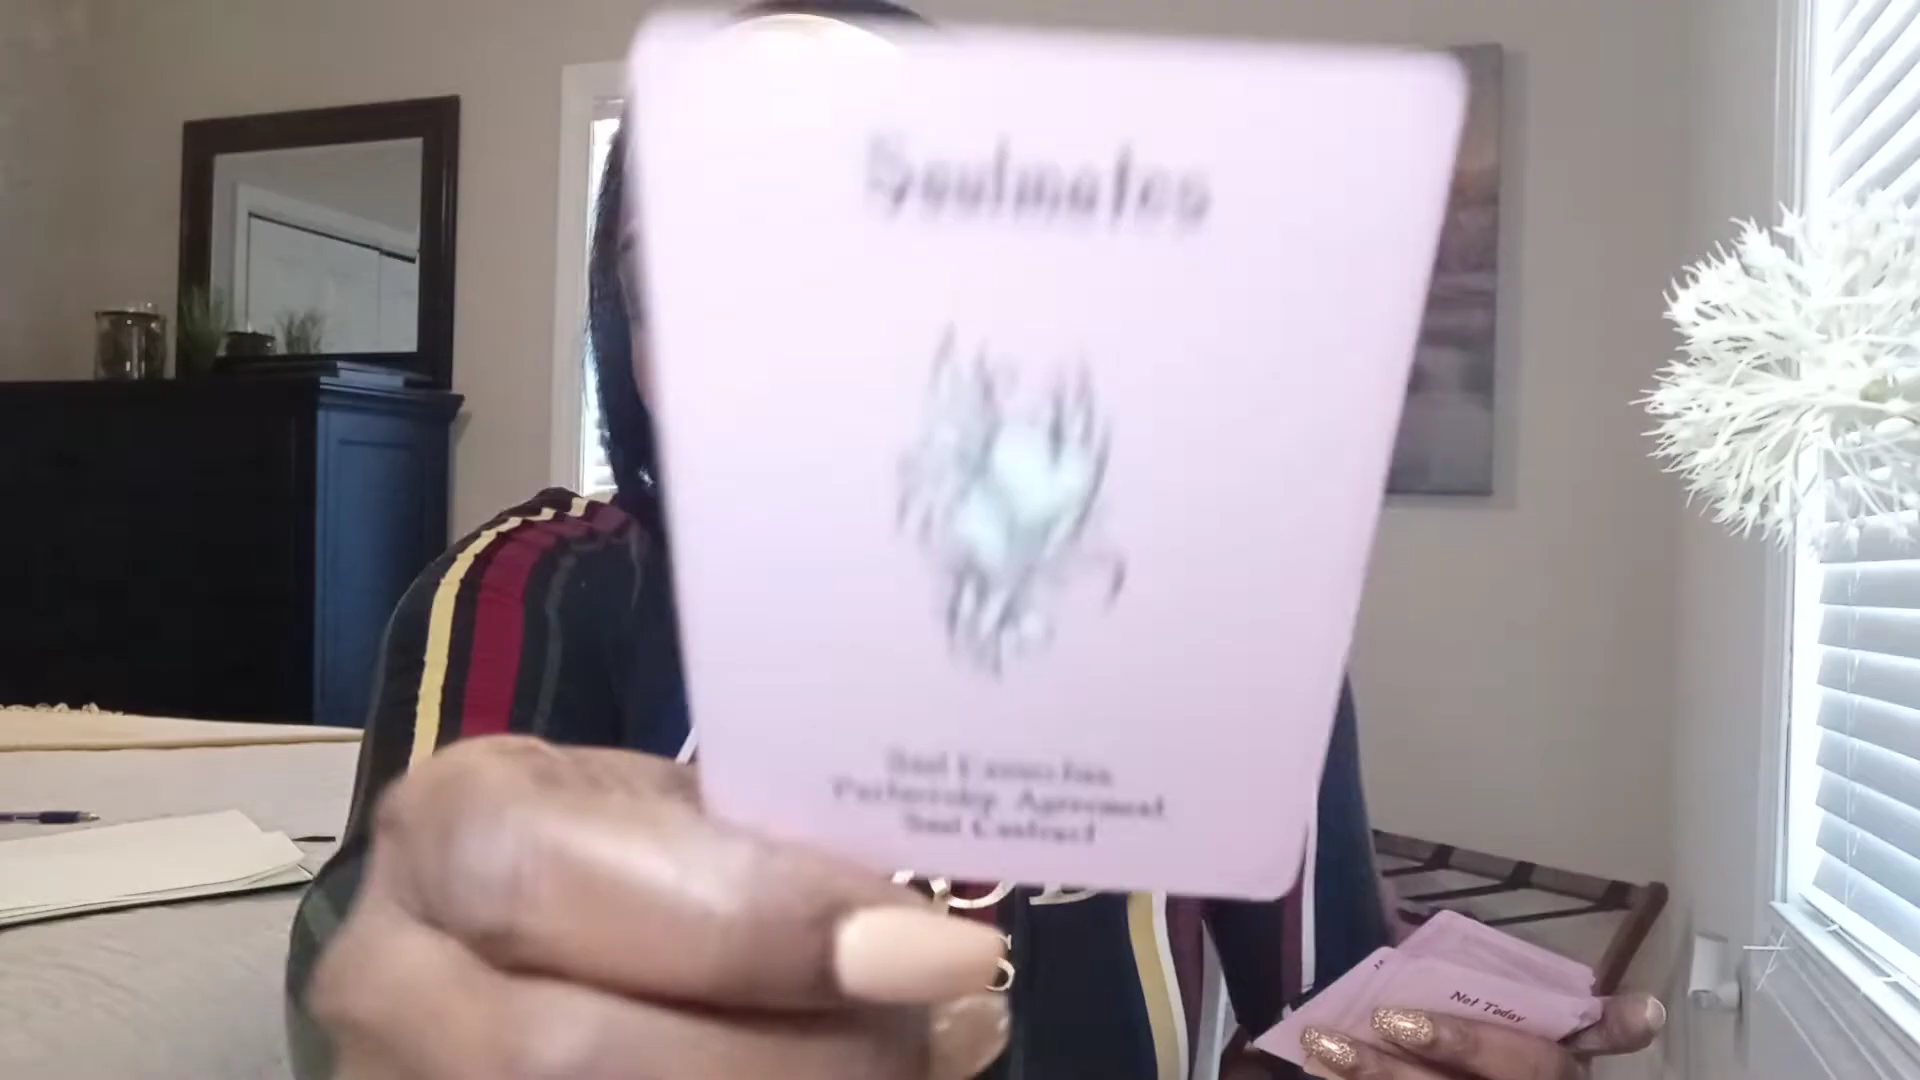 Soulmates
Soul Connection
Partnership Agreement
Soul Contract
Not Today